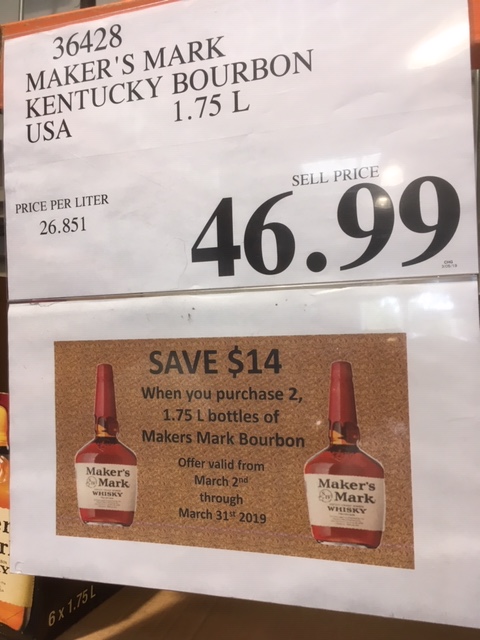 36428
MAKER'S MARK
KENTUCKY BOURBON
USA 1.75 L
PRICE PER LITER
26.851
SELL PRICE
46.99
SAVE $14
When you purchase 2,
1.75 L bottles of
Makers Mark Bourbon
Offer valid from
March 2nd
through
March 31st 2019
Maker's
Mark
WHISKY
Maker's
Mark
WHISKY
6 x 1.75L